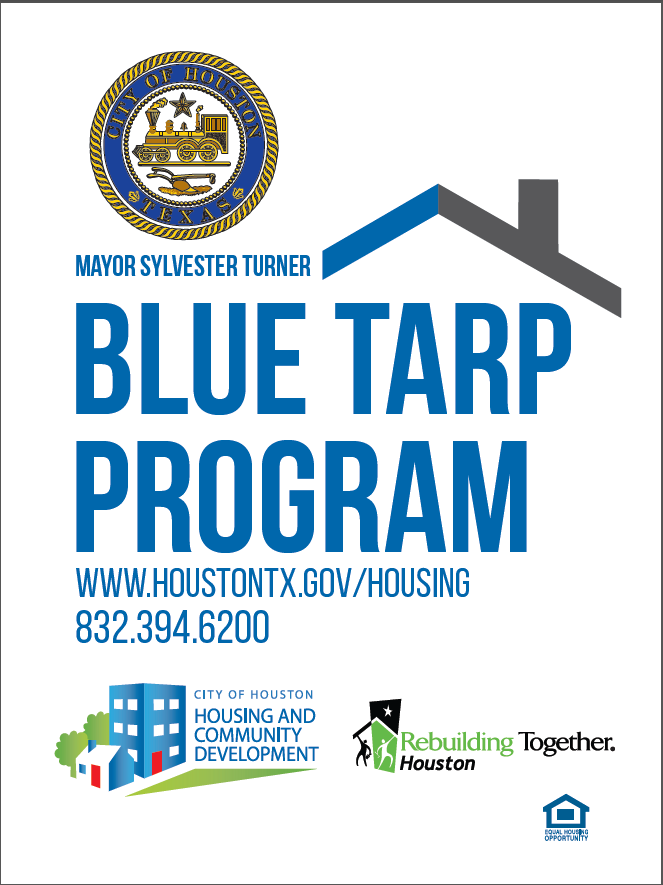 CITY OF HOUSTON
TEXAS
MAYOR SYLVESTER TURNER
BLUE TARP
PROGRAM
WWW.HOUSTONTX.GOV/HOUSING
832.394.6200
CITY OF HOUSTON
HOUSING AND
COMMUNITY
DEVELOPMENT
Rebuilding Together.
Houston
EQUAL HOUSING
OPPORTUNITY